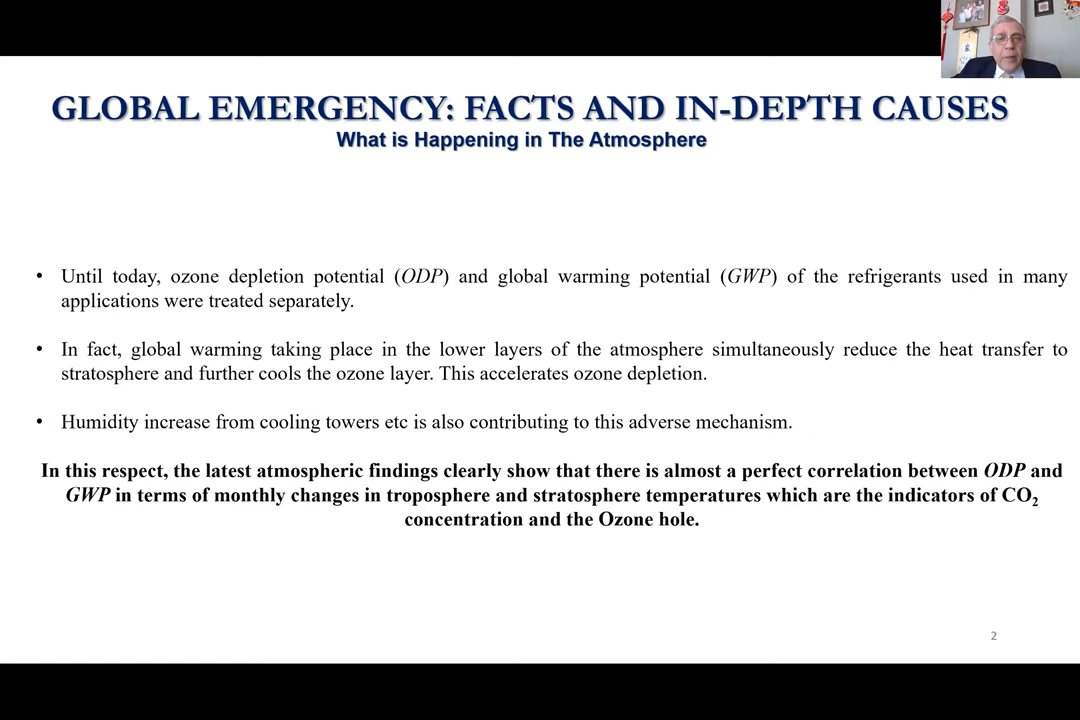 GLOBAL EMERGENCY: FACTS AND IN-DEPTH CAUSES
What is Happening in The Atmosphere
• Until today, ozone depletion potential (ODP) and global warming potential (GWP) of the refrigerants used in many
applications were treated separately.
• In fact, global warming taking place in the lower layers of the atmosphere simultaneously reduce the heat transfer to
stratosphere and further cools the ozone layer. This accelerates ozone depletion.
• Humidity increase from cooling towers etc is also contributing to this adverse mechanism.
In this respect, the latest atmospheric findings clearly show that there is almost a perfect correlation between ODP and
GWP in terms of monthly changes in troposphere and stratosphere temperatures which are the indicators of CO2
concentration and the Ozone hole.
2